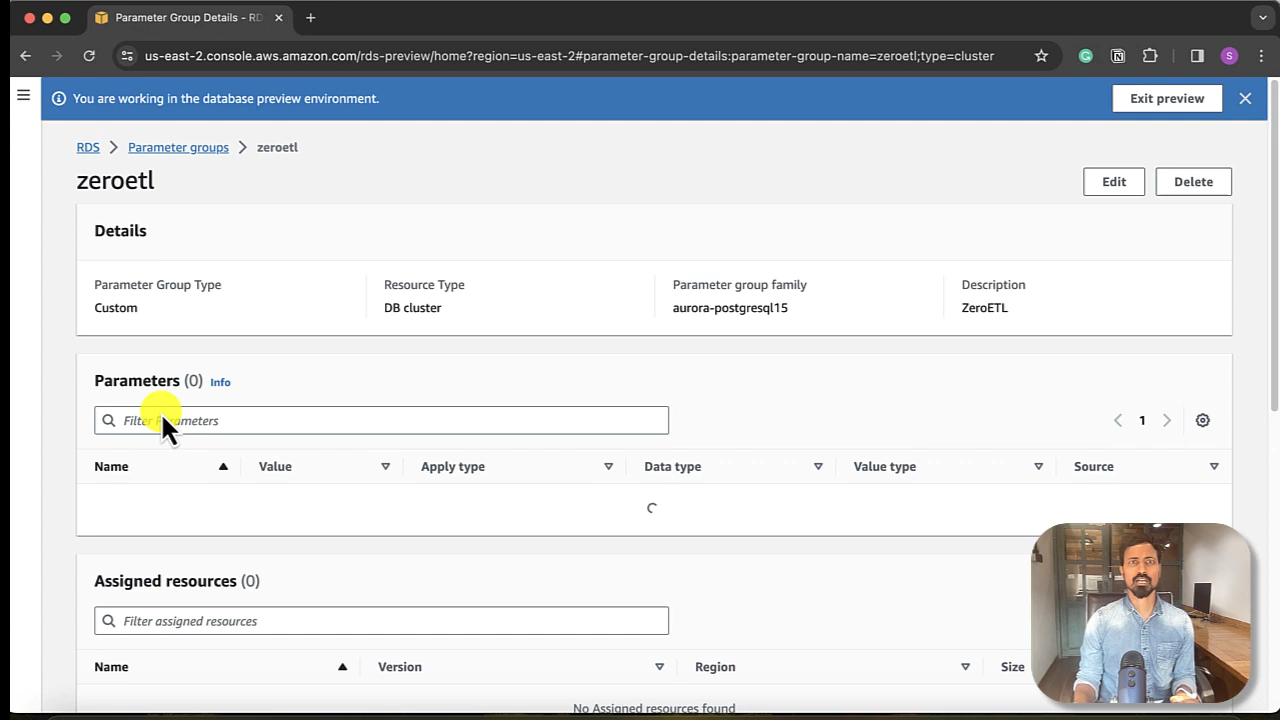 Parameter Group Details - RD
us-east-2.console.aws.amazon.com/rds-preview/home?region=us-east-2#parameter-group-details:parameter-group-name=zeroetl;type=cluster
S
You are working in the database preview environment.
Exit preview
RDS > Parameter groups > zeroetl
zeroetl
Edit
Delete
Details
Parameter Group Type
Custom
Resource Type
DB cluster
Parameter group family
aurora-postgresql15
Description
ZeroETL
Parameters (0) Info
Filter Parameters
1
Name Value Apply type Data type Value type Source
Assigned resources (0)
Filter assigned resources
Name Version Region Size
No Assigned resources found